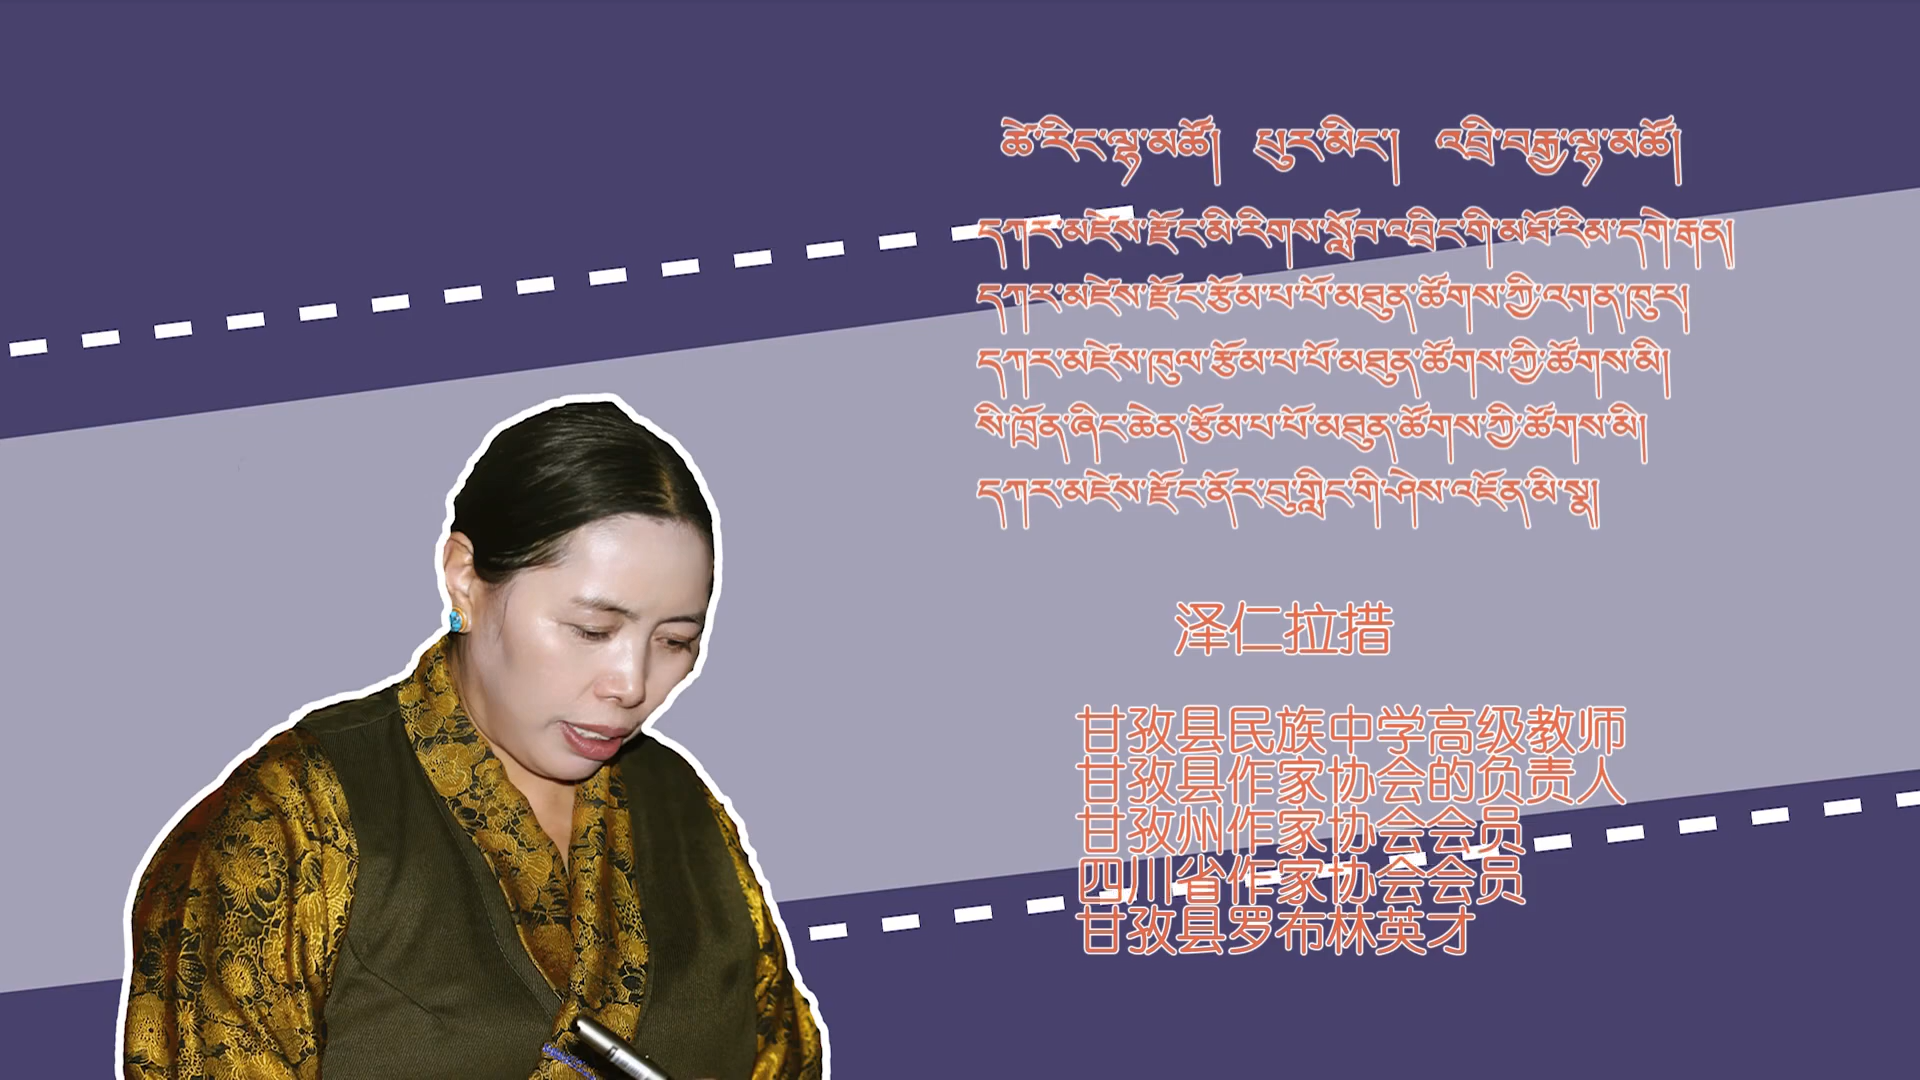 ཚེ་རིང་ལྷ་མཚོ། ཕུར་མིང་། འབྲི་བརྒྱ་ལྷ་མཚོ།
དཀར་མཛེས་རྫོང་མི་རིགས་སློབ་འབྲིང་གི་མཐོ་རིམ་དགེ་རྒན།
དཀར་མཛེས་རྫོང་རྩོམ་པ་པོ་མཐུན་ཚོགས་ཀྱི་འགན་ཁུར།
དཀར་མཛེས་ཁུལ་རྩོམ་པ་པོ་མཐུན་ཚོགས་ཀྱི་ཚོགས་མི།
སི་ཁྲོན་ཞིང་ཆེན་རྩོམ་པ་པོ་མཐུན་ཚོགས་ཀྱི་ཚོགས་མི།
དཀར་མཛེས་རྫོང་ནོར་བུ་གླིང་གི་ཤེས་འཇོན་མི་སྣ།
泽仁拉措
甘孜县民族中学高级教师
甘孜县作家协会的负责人
甘孜州作家协会会员
四川省作家协会会员
甘孜县罗布林英才